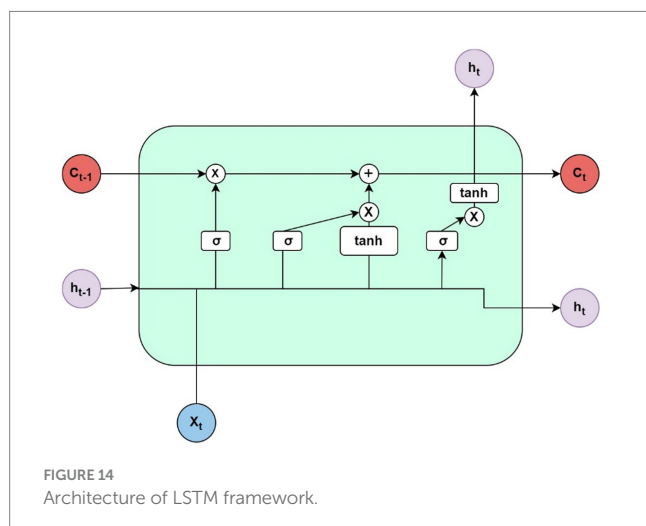 h_t
C_t-1
X
+
C_t
tanh
X
X
σ
σ
tanh
σ
h_t-1
h_t
X_t
FIGURE 14
Architecture of LSTM framework.